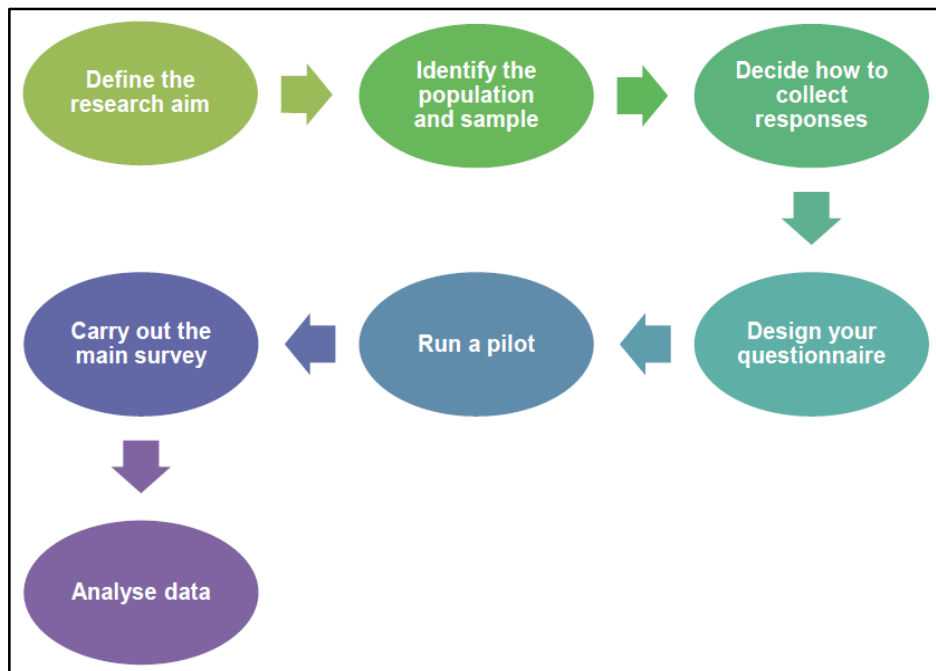 Define the
research aim
Identify the
population
and sample
Decide how to
collect
responses
Design your
questionnaire
Run a pilot
Carry out the
main survey
Analyse data